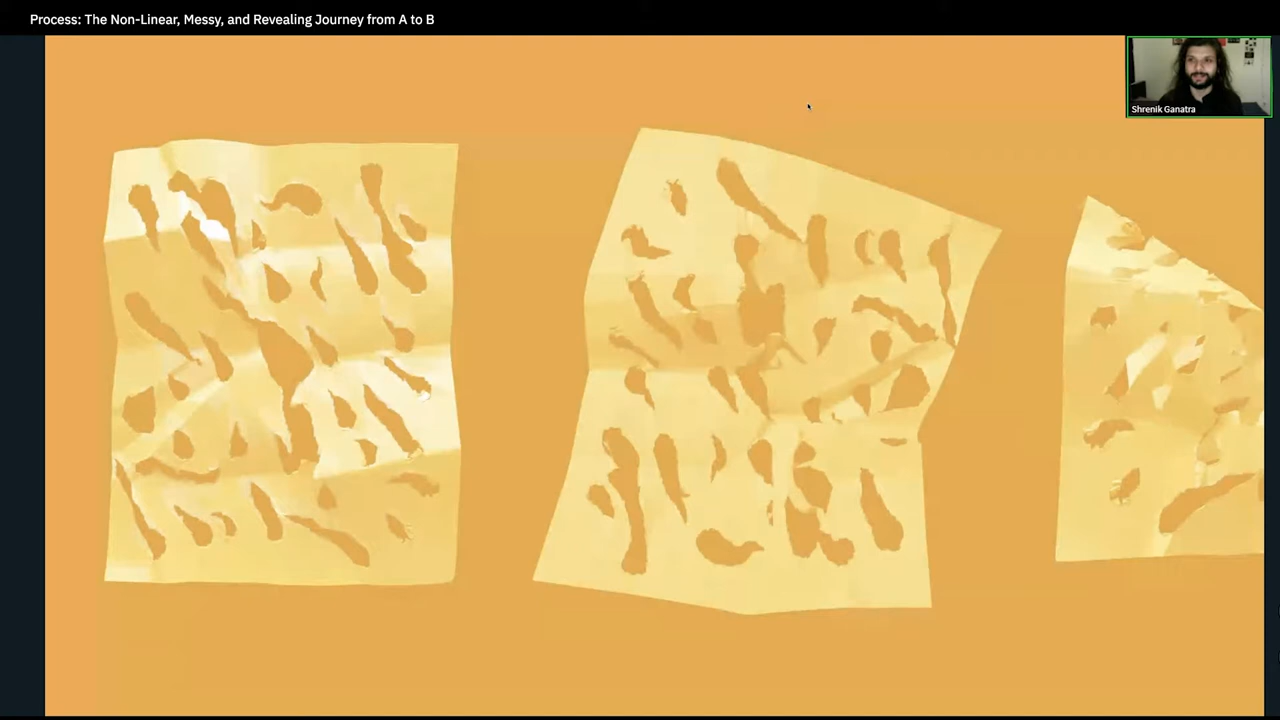 Process: The Non-Linear, Messy, and Revealing Journey from A to B
Shrenik Ganatra